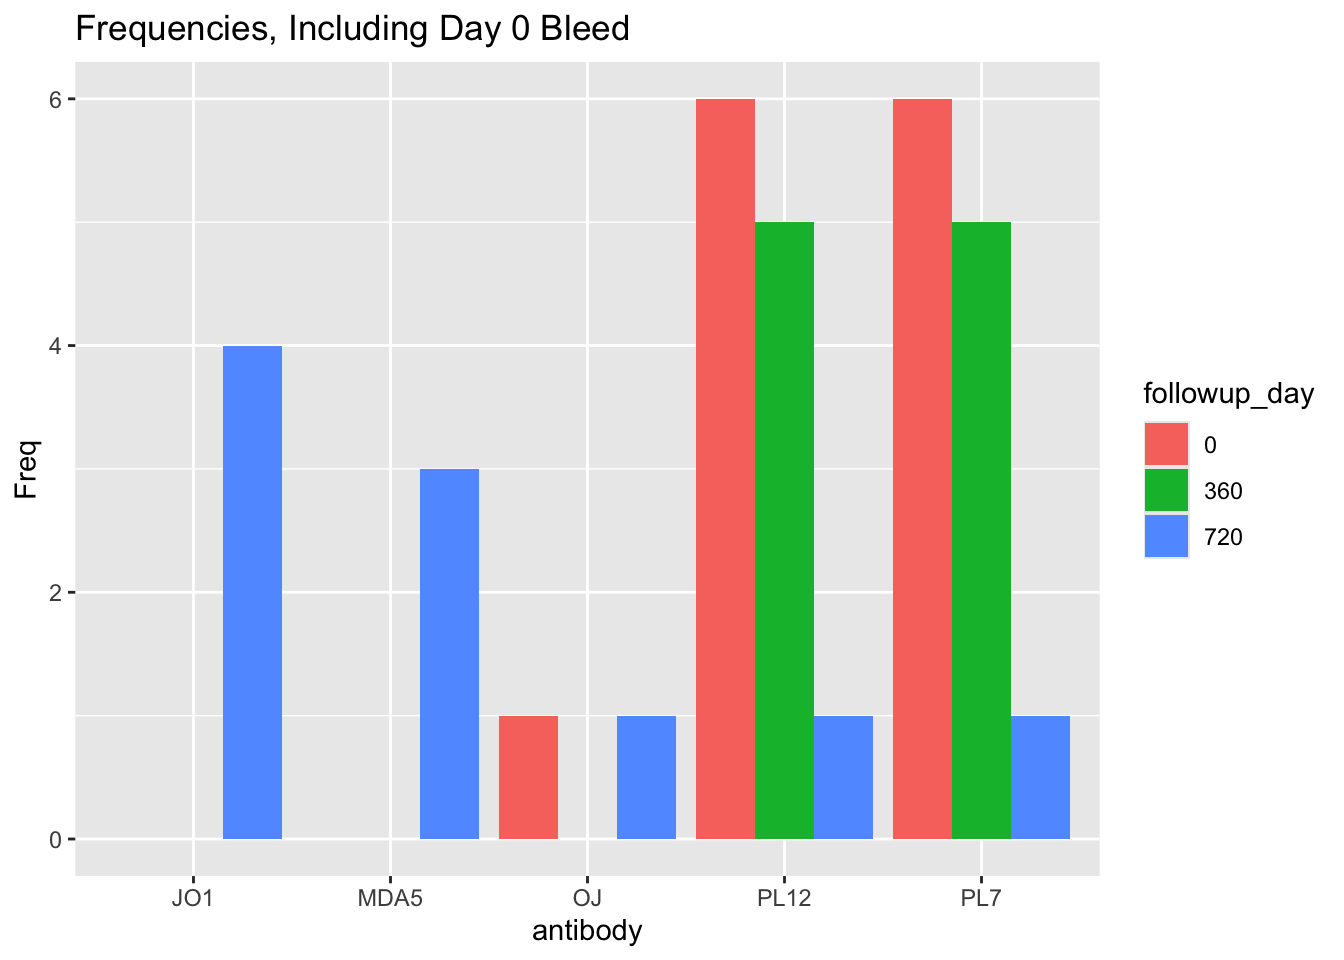 Frequencies, Including Day 0 Bleed
6
4
2
0
Freq
JO1 MDA5 OJ PL12 PL7
antibody
followup_day
0
360
720